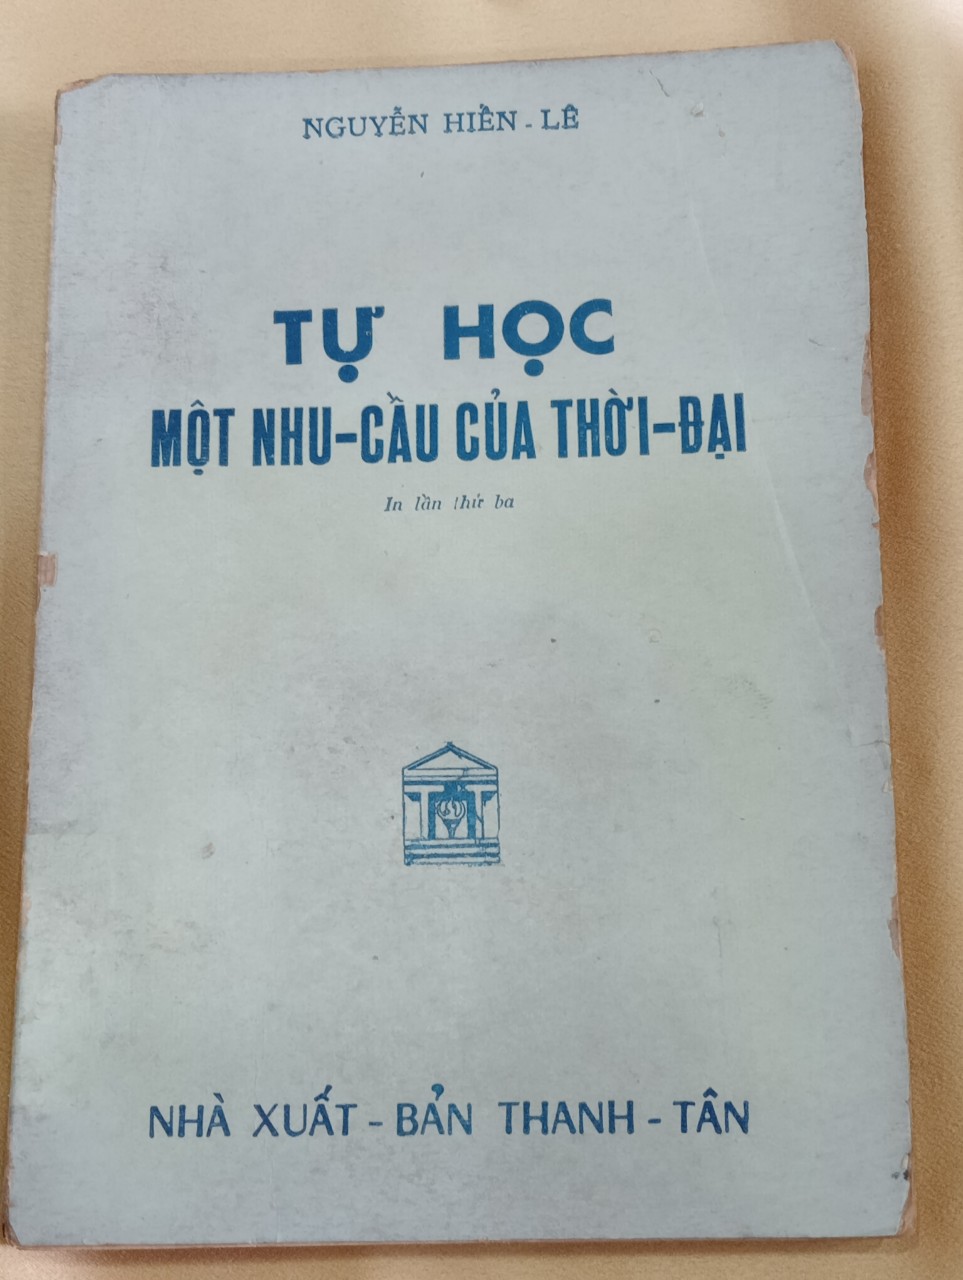 NGUYỄN HIẾN - LÊ
TỰ HỌC
MỘT NHU-CẦU CỦA THỜI-ĐẠI
In lần thứ ba
NHÀ XUẤT-BẢN THANH-TÂN